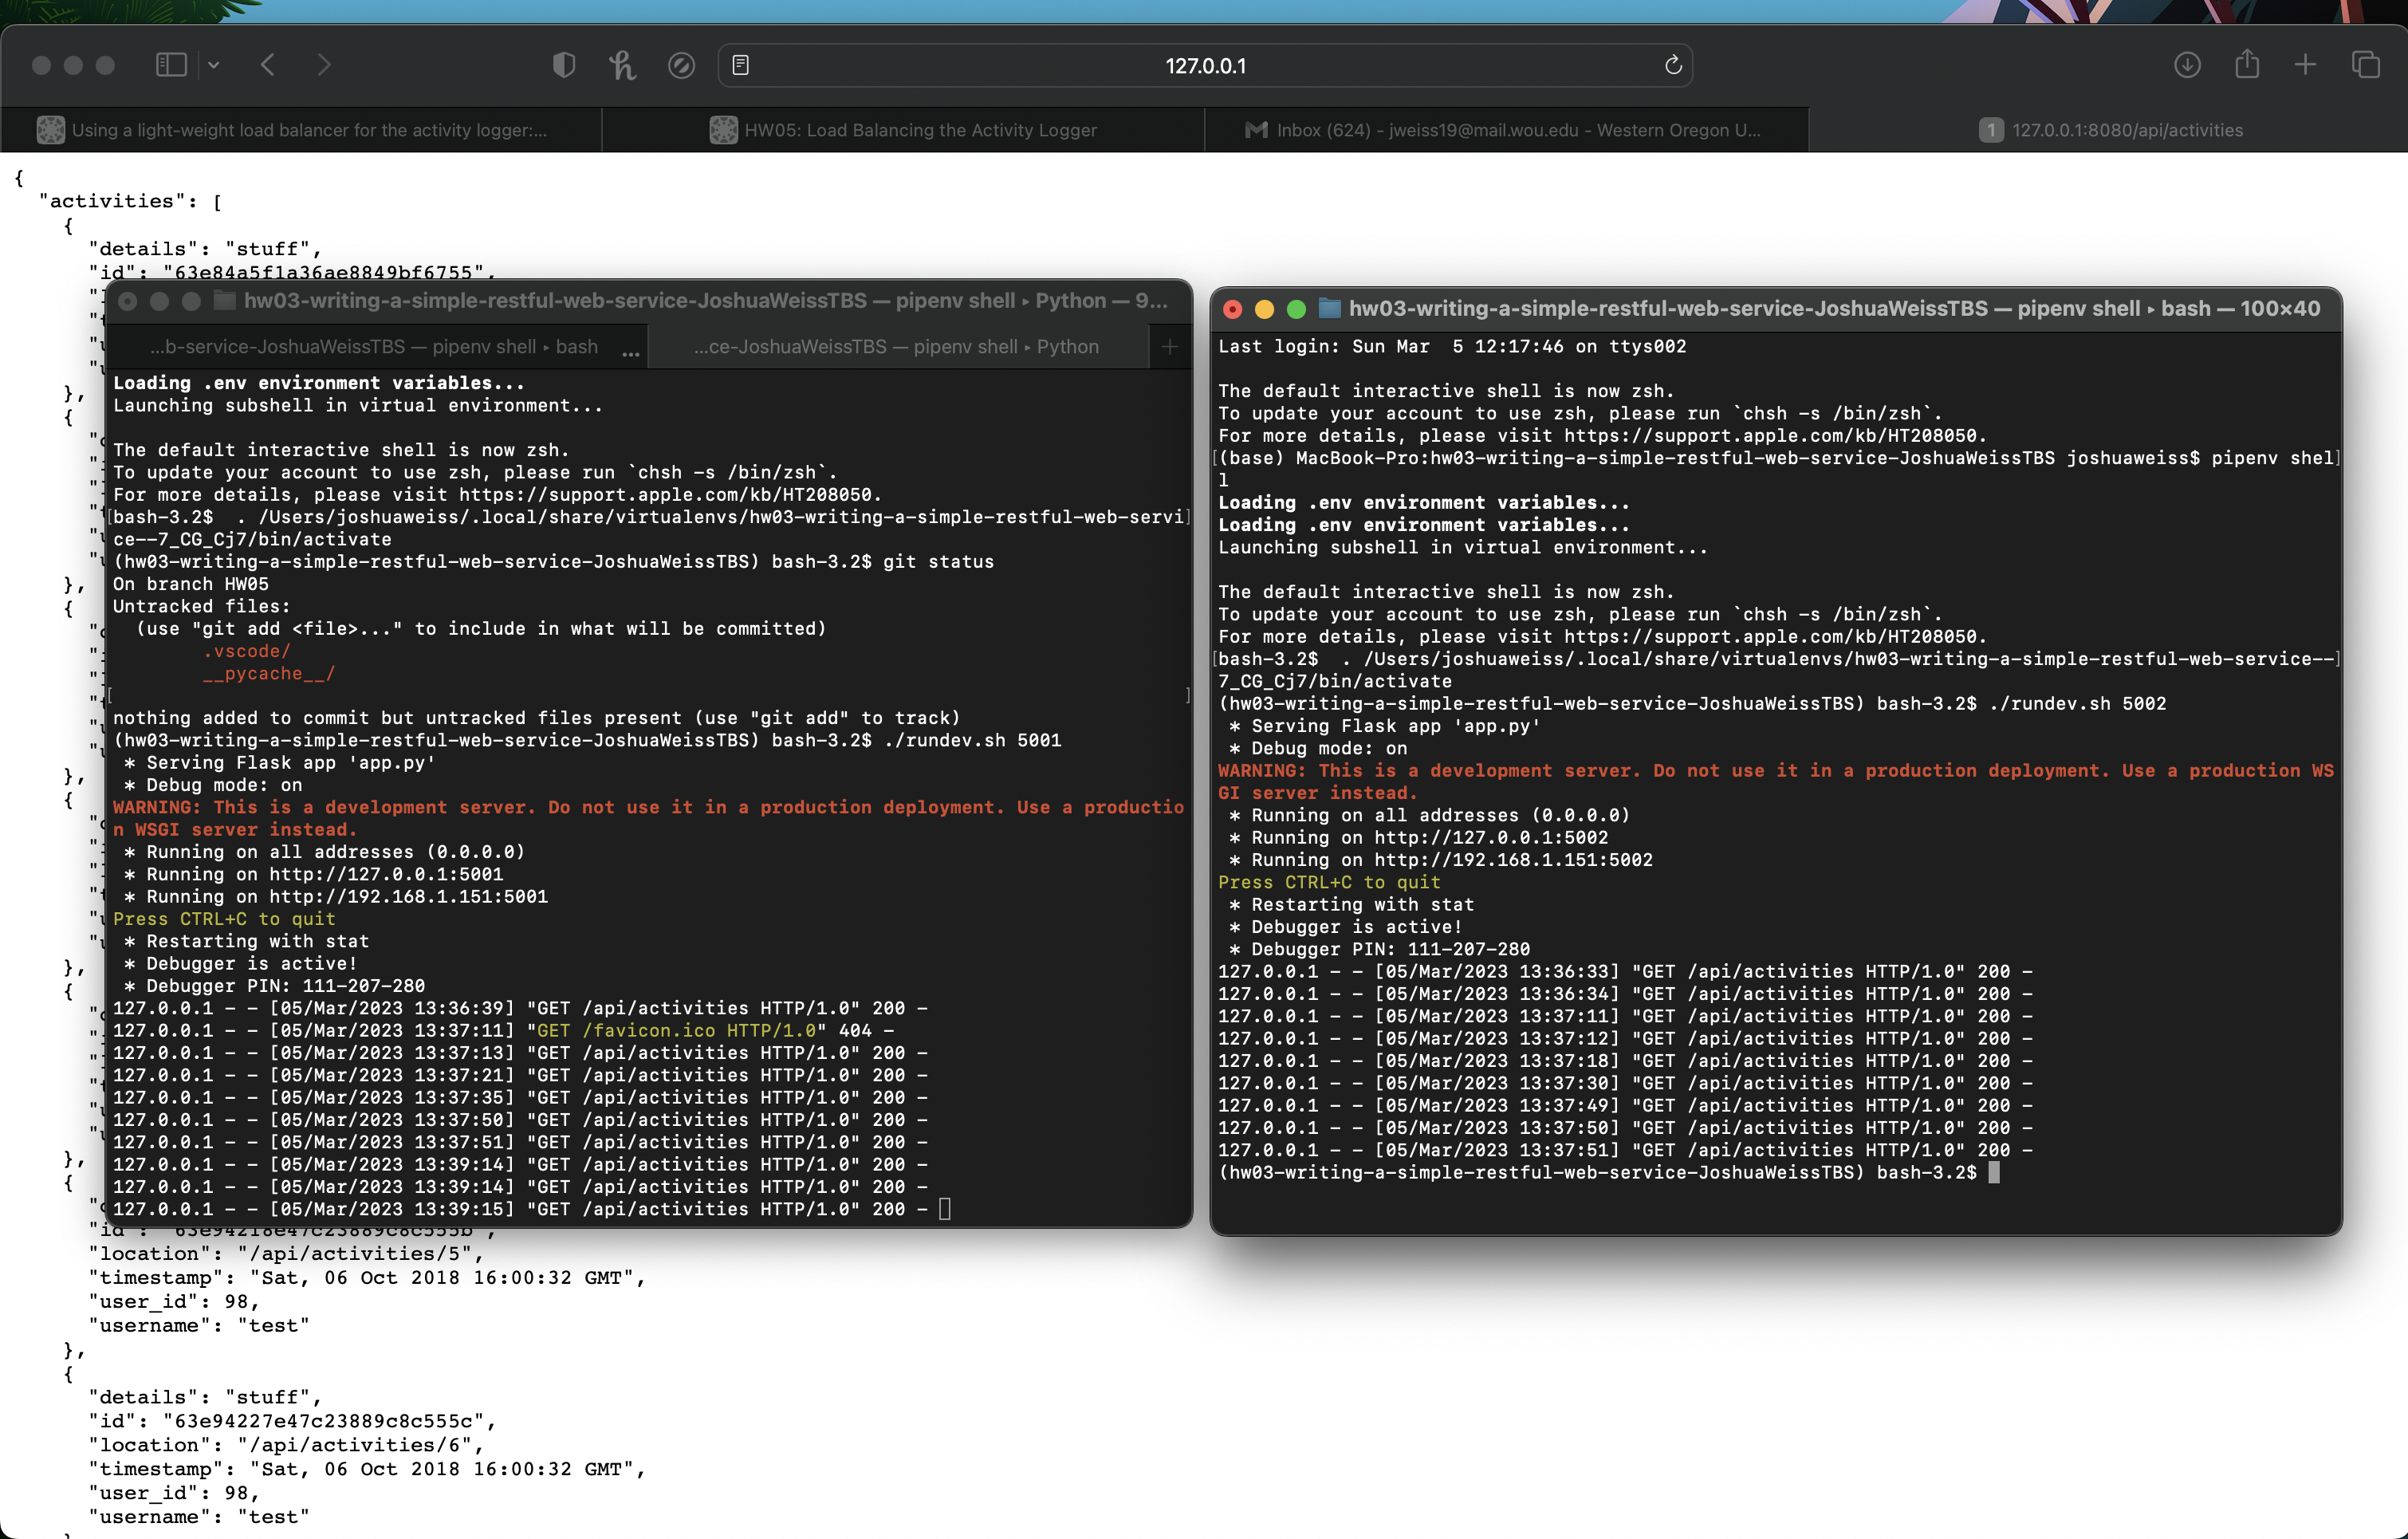 127.0.0.1
Using a light-weight load balancer for the activity logger:...
HW05: Load Balancing the Activity Logger
Inbox (624) - jweiss19@mail.wou.edu - Western Oregon U...
1 127.0.0.1:8080/api/activities
{
"activities": [
{
"details": "stuff",
"id": "63e84a5f1a36ae8849bf6755",
},
{
},
{
},
{
},
{
},
{
"location": "/api/activities/5",
"timestamp": "Sat, 06 Oct 2018 16:00:32 GMT",
"user_id": 98,
"username": "test"
},
{
"details": "stuff",
"id": "63e94227e47c23889c8c555c",
"location": "/api/activities/6",
"timestamp": "Sat, 06 Oct 2018 16:00:32 GMT",
"user_id": 98,
"username": "test"
hw03-writing-a-simple-restful-web-service-JoshuaWeissTBS — pipenv shell ▸ Python — 9...
...b-service-JoshuaWeissTBS — pipenv shell ▸ bash ...
...ce-JoshuaWeissTBS — pipenv shell ▸ Python
Loading .env environment variables...
Launching subshell in virtual environment...
The default interactive shell is now zsh.
To update your account to use zsh, please run `chsh -s /bin/zsh`.
For more details, please visit https://support.apple.com/kb/HT208050.
[bash-3.2$  . /Users/joshuaweiss/.local/share/virtualenvs/hw03-writing-a-simple-restful-web-servi]
ce--7_CG_Cj7/bin/activate
(hw03-writing-a-simple-restful-web-service-JoshuaWeissTBS) bash-3.2$ git status
On branch HW05
Untracked files:
(use "git add <file>..." to include in what will be committed)
.vscode/
__pycache__/
[ ]
nothing added to commit but untracked files present (use "git add" to track)
(hw03-writing-a-simple-restful-web-service-JoshuaWeissTBS) bash-3.2$ ./rundev.sh 5001
* Serving Flask app 'app.py'
* Debug mode: on
WARNING: This is a development server. Do not use it in a production deployment. Use a productio
n WSGI server instead.
* Running on all addresses (0.0.0.0)
* Running on http://127.0.0.1:5001
* Running on http://192.168.1.151:5001
Press CTRL+C to quit
* Restarting with stat
* Debugger is active!
* Debugger PIN: 111-207-280
127.0.0.1 - - [05/Mar/2023 13:36:39] "GET /api/activities HTTP/1.0" 200 -
127.0.0.1 - - [05/Mar/2023 13:37:11] "GET /favicon.ico HTTP/1.0" 404 -
127.0.0.1 - - [05/Mar/2023 13:37:13] "GET /api/activities HTTP/1.0" 200 -
127.0.0.1 - - [05/Mar/2023 13:37:21] "GET /api/activities HTTP/1.0" 200 -
127.0.0.1 - - [05/Mar/2023 13:37:35] "GET /api/activities HTTP/1.0" 200 -
127.0.0.1 - - [05/Mar/2023 13:37:50] "GET /api/activities HTTP/1.0" 200 -
127.0.0.1 - - [05/Mar/2023 13:37:51] "GET /api/activities HTTP/1.0" 200 -
127.0.0.1 - - [05/Mar/2023 13:39:14] "GET /api/activities HTTP/1.0" 200 -
127.0.0.1 - - [05/Mar/2023 13:39:14] "GET /api/activities HTTP/1.0" 200 -
127.0.0.1 - - [05/Mar/2023 13:39:15] "GET /api/activities HTTP/1.0" 200 -
hw03-writing-a-simple-restful-web-service-JoshuaWeissTBS — pipenv shell ▸ bash — 100×40
Last login: Sun Mar  5 12:17:46 on ttys002
The default interactive shell is now zsh.
To update your account to use zsh, please run `chsh -s /bin/zsh`.
For more details, please visit https://support.apple.com/kb/HT208050.
[(base) MacBook-Pro:hw03-writing-a-simple-restful-web-service-JoshuaWeissTBS joshuaweiss$ pipenv shel]
l
Loading .env environment variables...
Loading .env environment variables...
Launching subshell in virtual environment...
The default interactive shell is now zsh.
To update your account to use zsh, please run `chsh -s /bin/zsh`.
For more details, please visit https://support.apple.com/kb/HT208050.
[bash-3.2$  . /Users/joshuaweiss/.local/share/virtualenvs/hw03-writing-a-simple-restful-web-service--]
7_CG_Cj7/bin/activate
(hw03-writing-a-simple-restful-web-service-JoshuaWeissTBS) bash-3.2$ ./rundev.sh 5002
* Serving Flask app 'app.py'
* Debug mode: on
WARNING: This is a development server. Do not use it in a production deployment. Use a production WS
GI server instead.
* Running on all addresses (0.0.0.0)
* Running on http://127.0.0.1:5002
* Running on http://192.168.1.151:5002
Press CTRL+C to quit
* Restarting with stat
* Debugger is active!
* Debugger PIN: 111-207-280
127.0.0.1 - - [05/Mar/2023 13:36:33] "GET /api/activities HTTP/1.0" 200 -
127.0.0.1 - - [05/Mar/2023 13:36:34] "GET /api/activities HTTP/1.0" 200 -
127.0.0.1 - - [05/Mar/2023 13:37:11] "GET /api/activities HTTP/1.0" 200 -
127.0.0.1 - - [05/Mar/2023 13:37:12] "GET /api/activities HTTP/1.0" 200 -
127.0.0.1 - - [05/Mar/2023 13:37:18] "GET /api/activities HTTP/1.0" 200 -
127.0.0.1 - - [05/Mar/2023 13:37:30] "GET /api/activities HTTP/1.0" 200 -
127.0.0.1 - - [05/Mar/2023 13:37:49] "GET /api/activities HTTP/1.0" 200 -
127.0.0.1 - - [05/Mar/2023 13:37:50] "GET /api/activities HTTP/1.0" 200 -
127.0.0.1 - - [05/Mar/2023 13:37:51] "GET /api/activities HTTP/1.0" 200 -
(hw03-writing-a-simple-restful-web-service-JoshuaWeissTBS) bash-3.2$